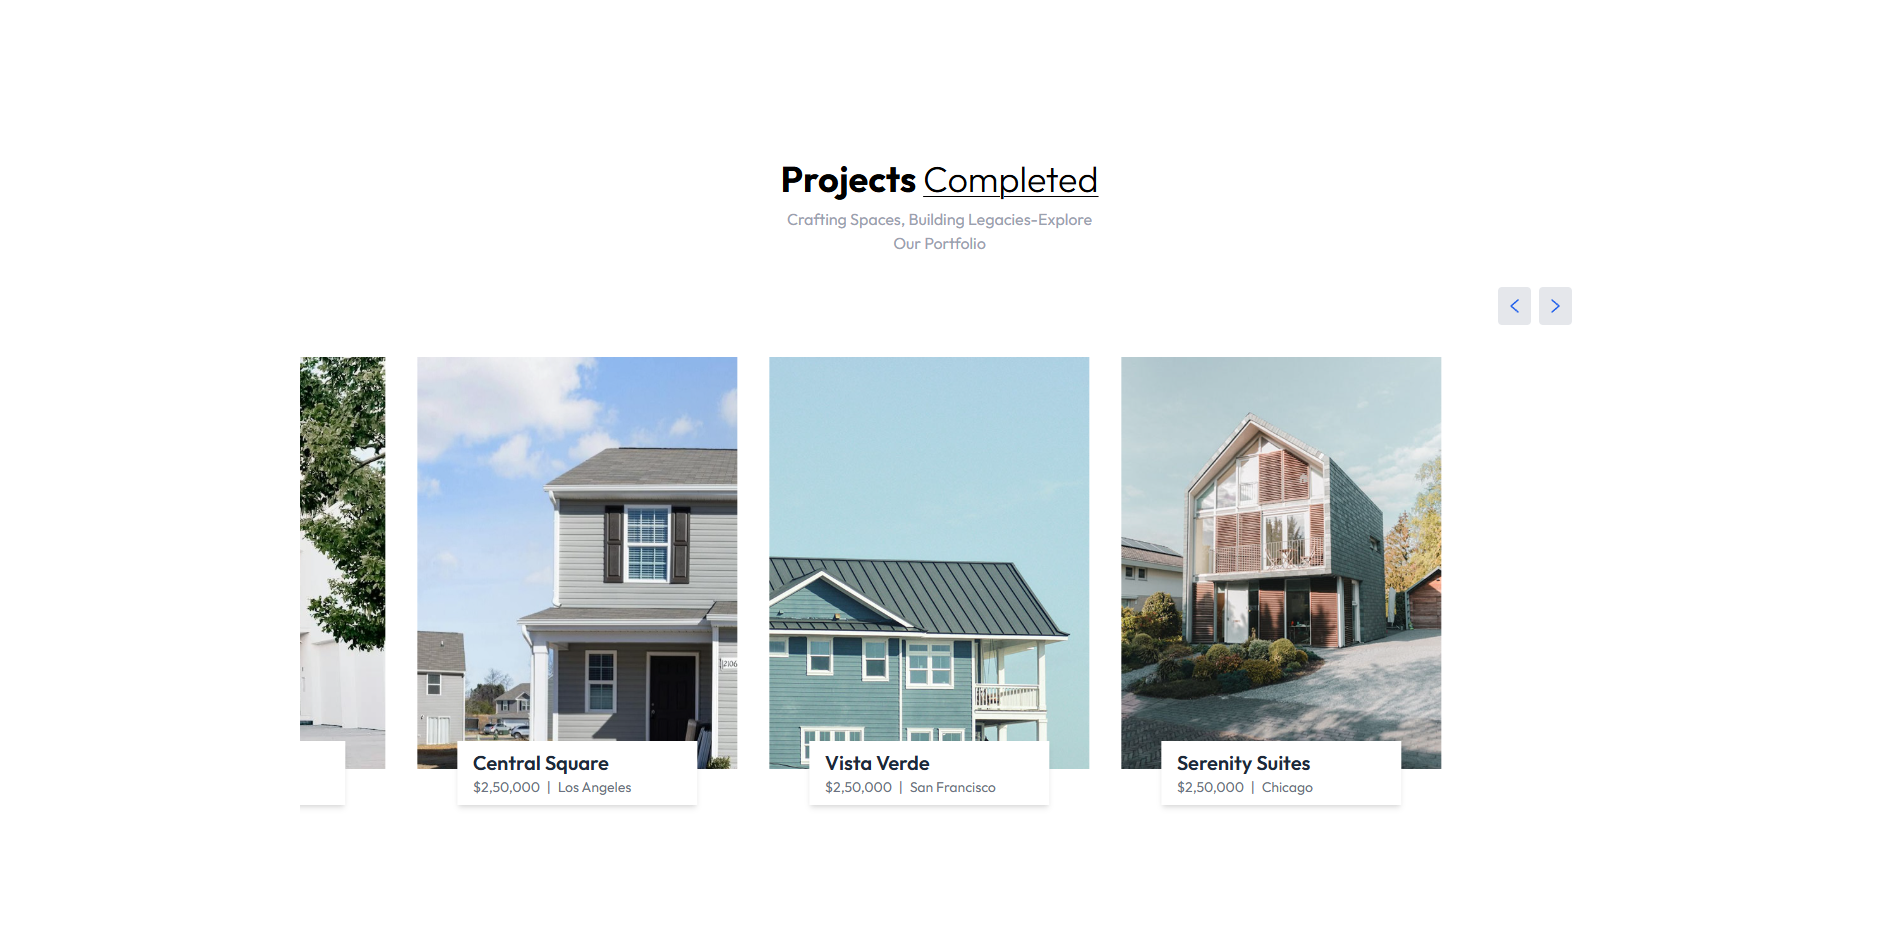 Projects Completed
Crafting Spaces, Building Legacies-Explore
Our Portfolio
2106
Central Square
$2,50,000 | Los Angeles
Vista Verde
$2,50,000 | San Francisco
Serenity Suites
$2,50,000 | Chicago